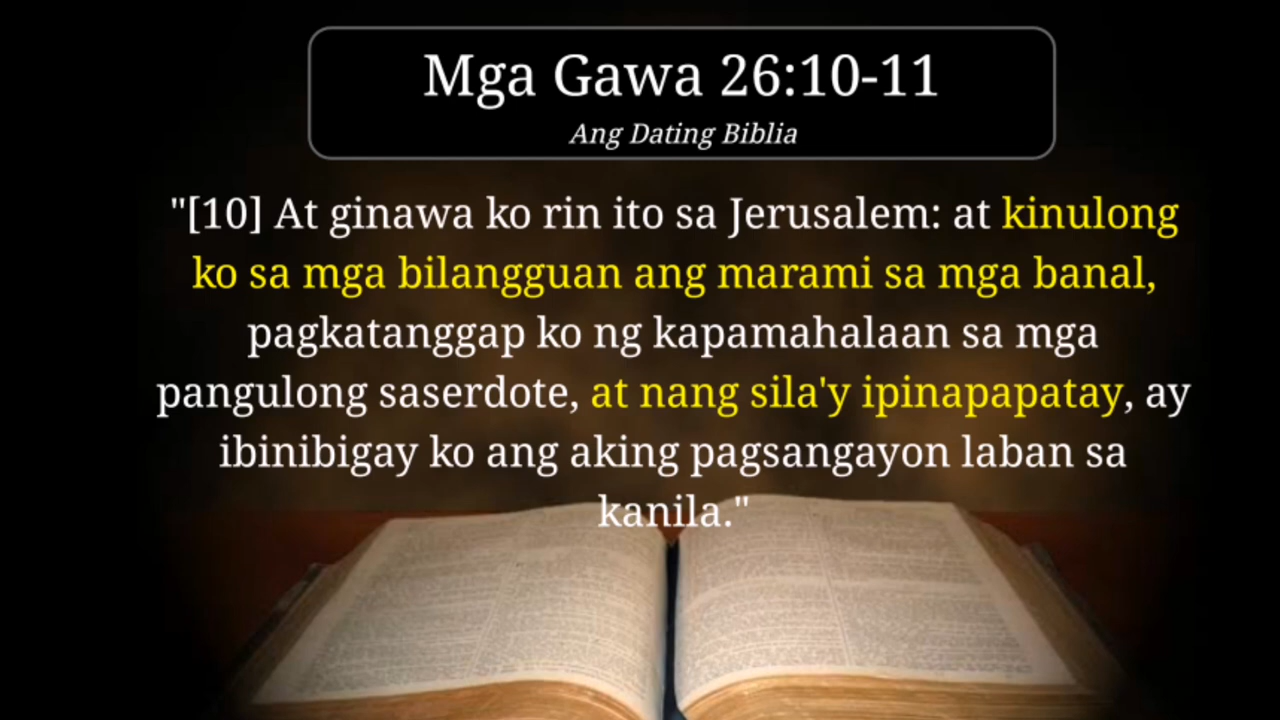 Mga Gawa 26:10-11
Ang Dating Biblia
"[10] At ginawa ko rin ito sa Jerusalem: at kinulong
ko sa mga bilangguan ang marami sa mga banal,
pagkatanggap ko ng kapamahalaan sa mga
pangulong saserdote, at nang sila'y ipinapapatay, ay
ibinibigay ko ang aking pagsangayon laban sa
kanila."